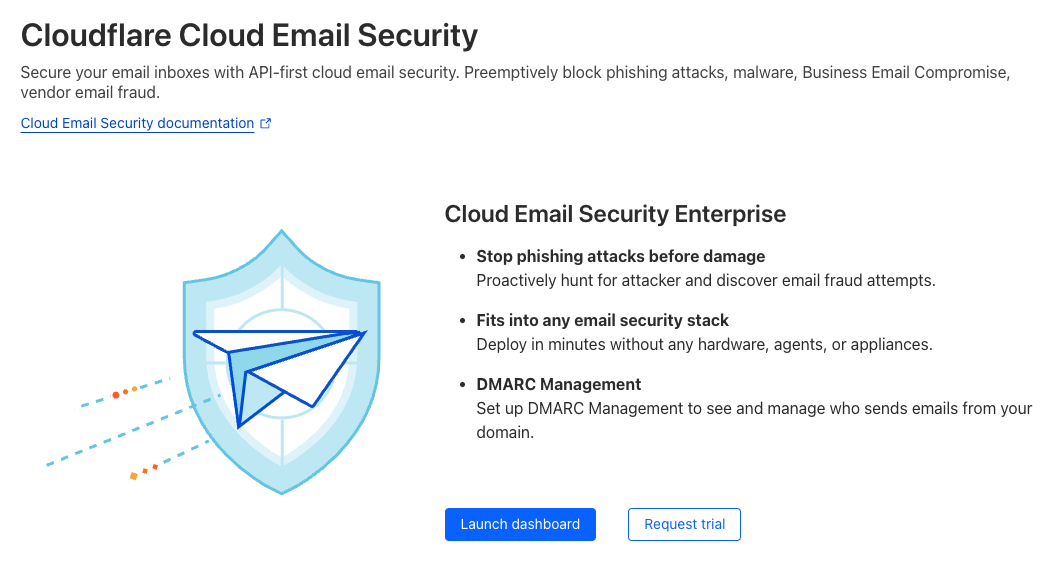 Cloudflare Cloud Email Security
Secure your email inboxes with API-first cloud email security. Preemptively block phishing attacks, malware, Business Email Compromise,
vendor email fraud.
Cloud Email Security documentation
Cloud Email Security Enterprise
• Stop phishing attacks before damage
Proactively hunt for attacker and discover email fraud attempts.
• Fits into any email security stack
Deploy in minutes without any hardware, agents, or appliances.
• DMARC Management
Set up DMARC Management to see and manage who sends emails from your
domain.
Launch dashboard
Request trial